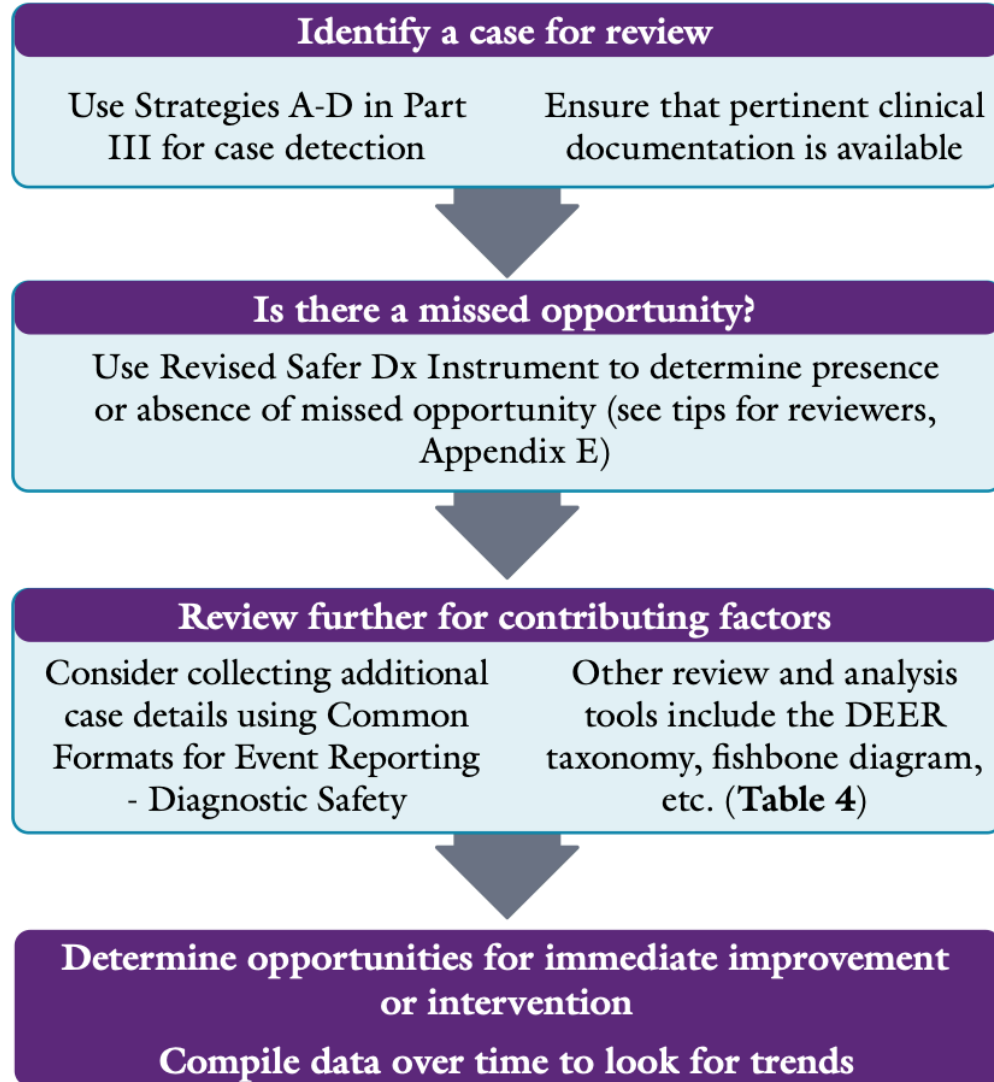 Identify a case for review
Use Strategies A-D in Part
III for case detection
Ensure that pertinent clinical
documentation is available
Is there a missed opportunity?
Use Revised Safer Dx Instrument to determine presence
or absence of missed opportunity (see tips for reviewers,
Appendix E)
Review further for contributing factors
Consider collecting additional
case details using Common
Formats for Event Reporting
- Diagnostic Safety
Other review and analysis
tools include the DEER
taxonomy, fishbone diagram,
etc. (Table 4)
Determine opportunities for immediate improvement
or intervention
Compile data over time to look for trends